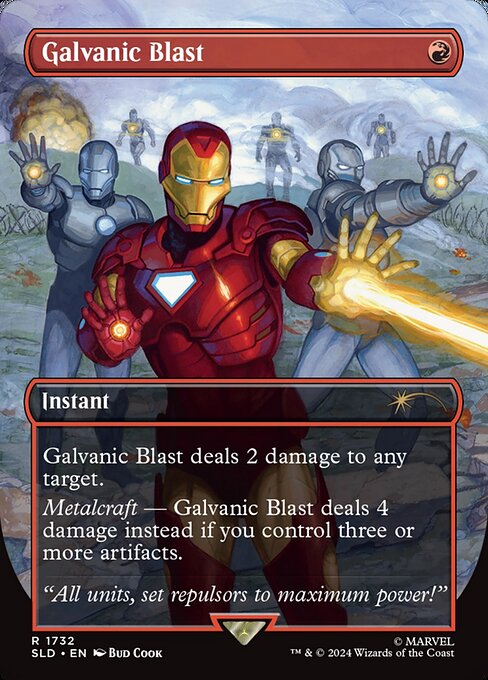 Galvanic Blast
Instant
Galvanic Blast deals 2 damage to any
target.
Metalcraft — Galvanic Blast deals 4
damage instead if you control three or
more artifacts.
“All units, set repulsors to maximum power!”
R 1732
SLD • EN Bud Cook
© MARVEL
™ & © 2024 Wizards of the Coast